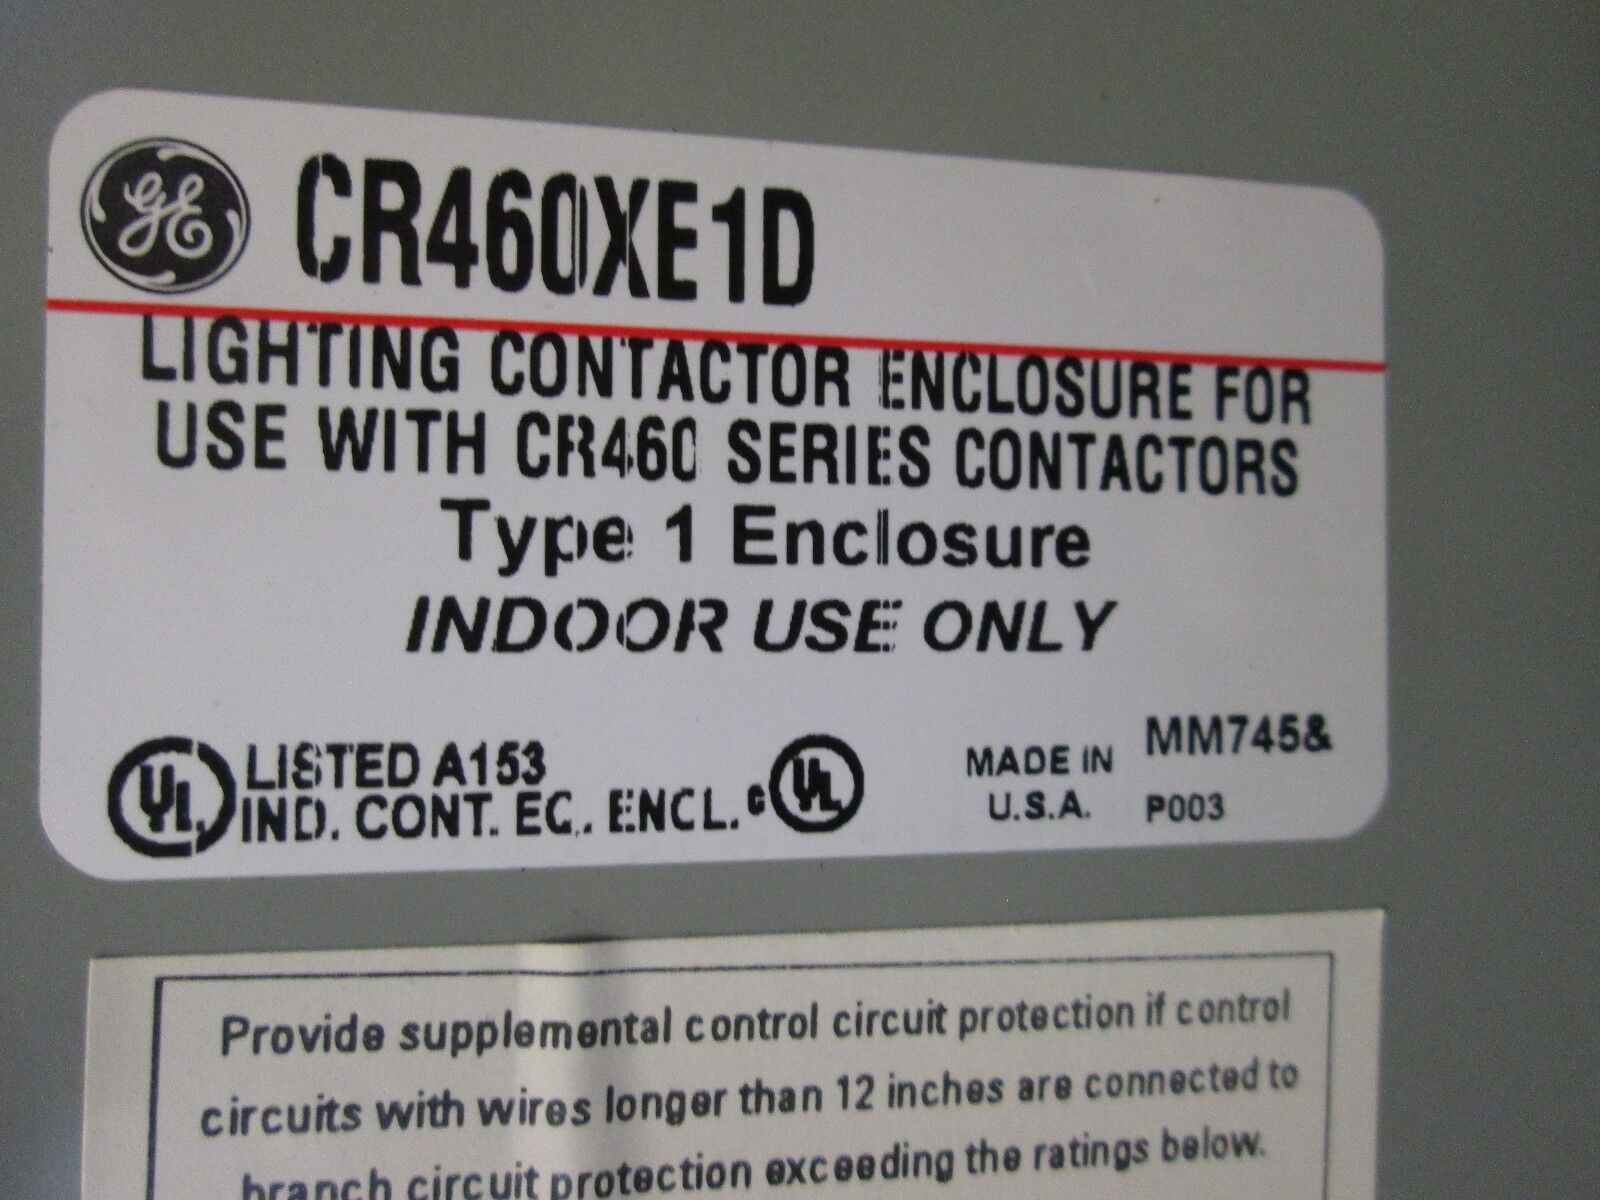 GE CR460XE1D
LIGHTING CONTACTOR ENCLOSURE FOR
USE WITH CR460 SERIES CONTACTORS
Type 1 Enclosure
INDOOR USE ONLY
UL LISTED A153
IND. CONT. EQ. ENCL.
c UL
MADE IN
U.S.A.
MM745&
P003
Provide supplemental control circuit protection if control
circuits with wires longer than 12 inches are connected to
branch circuit protection exceeding the ratings below.